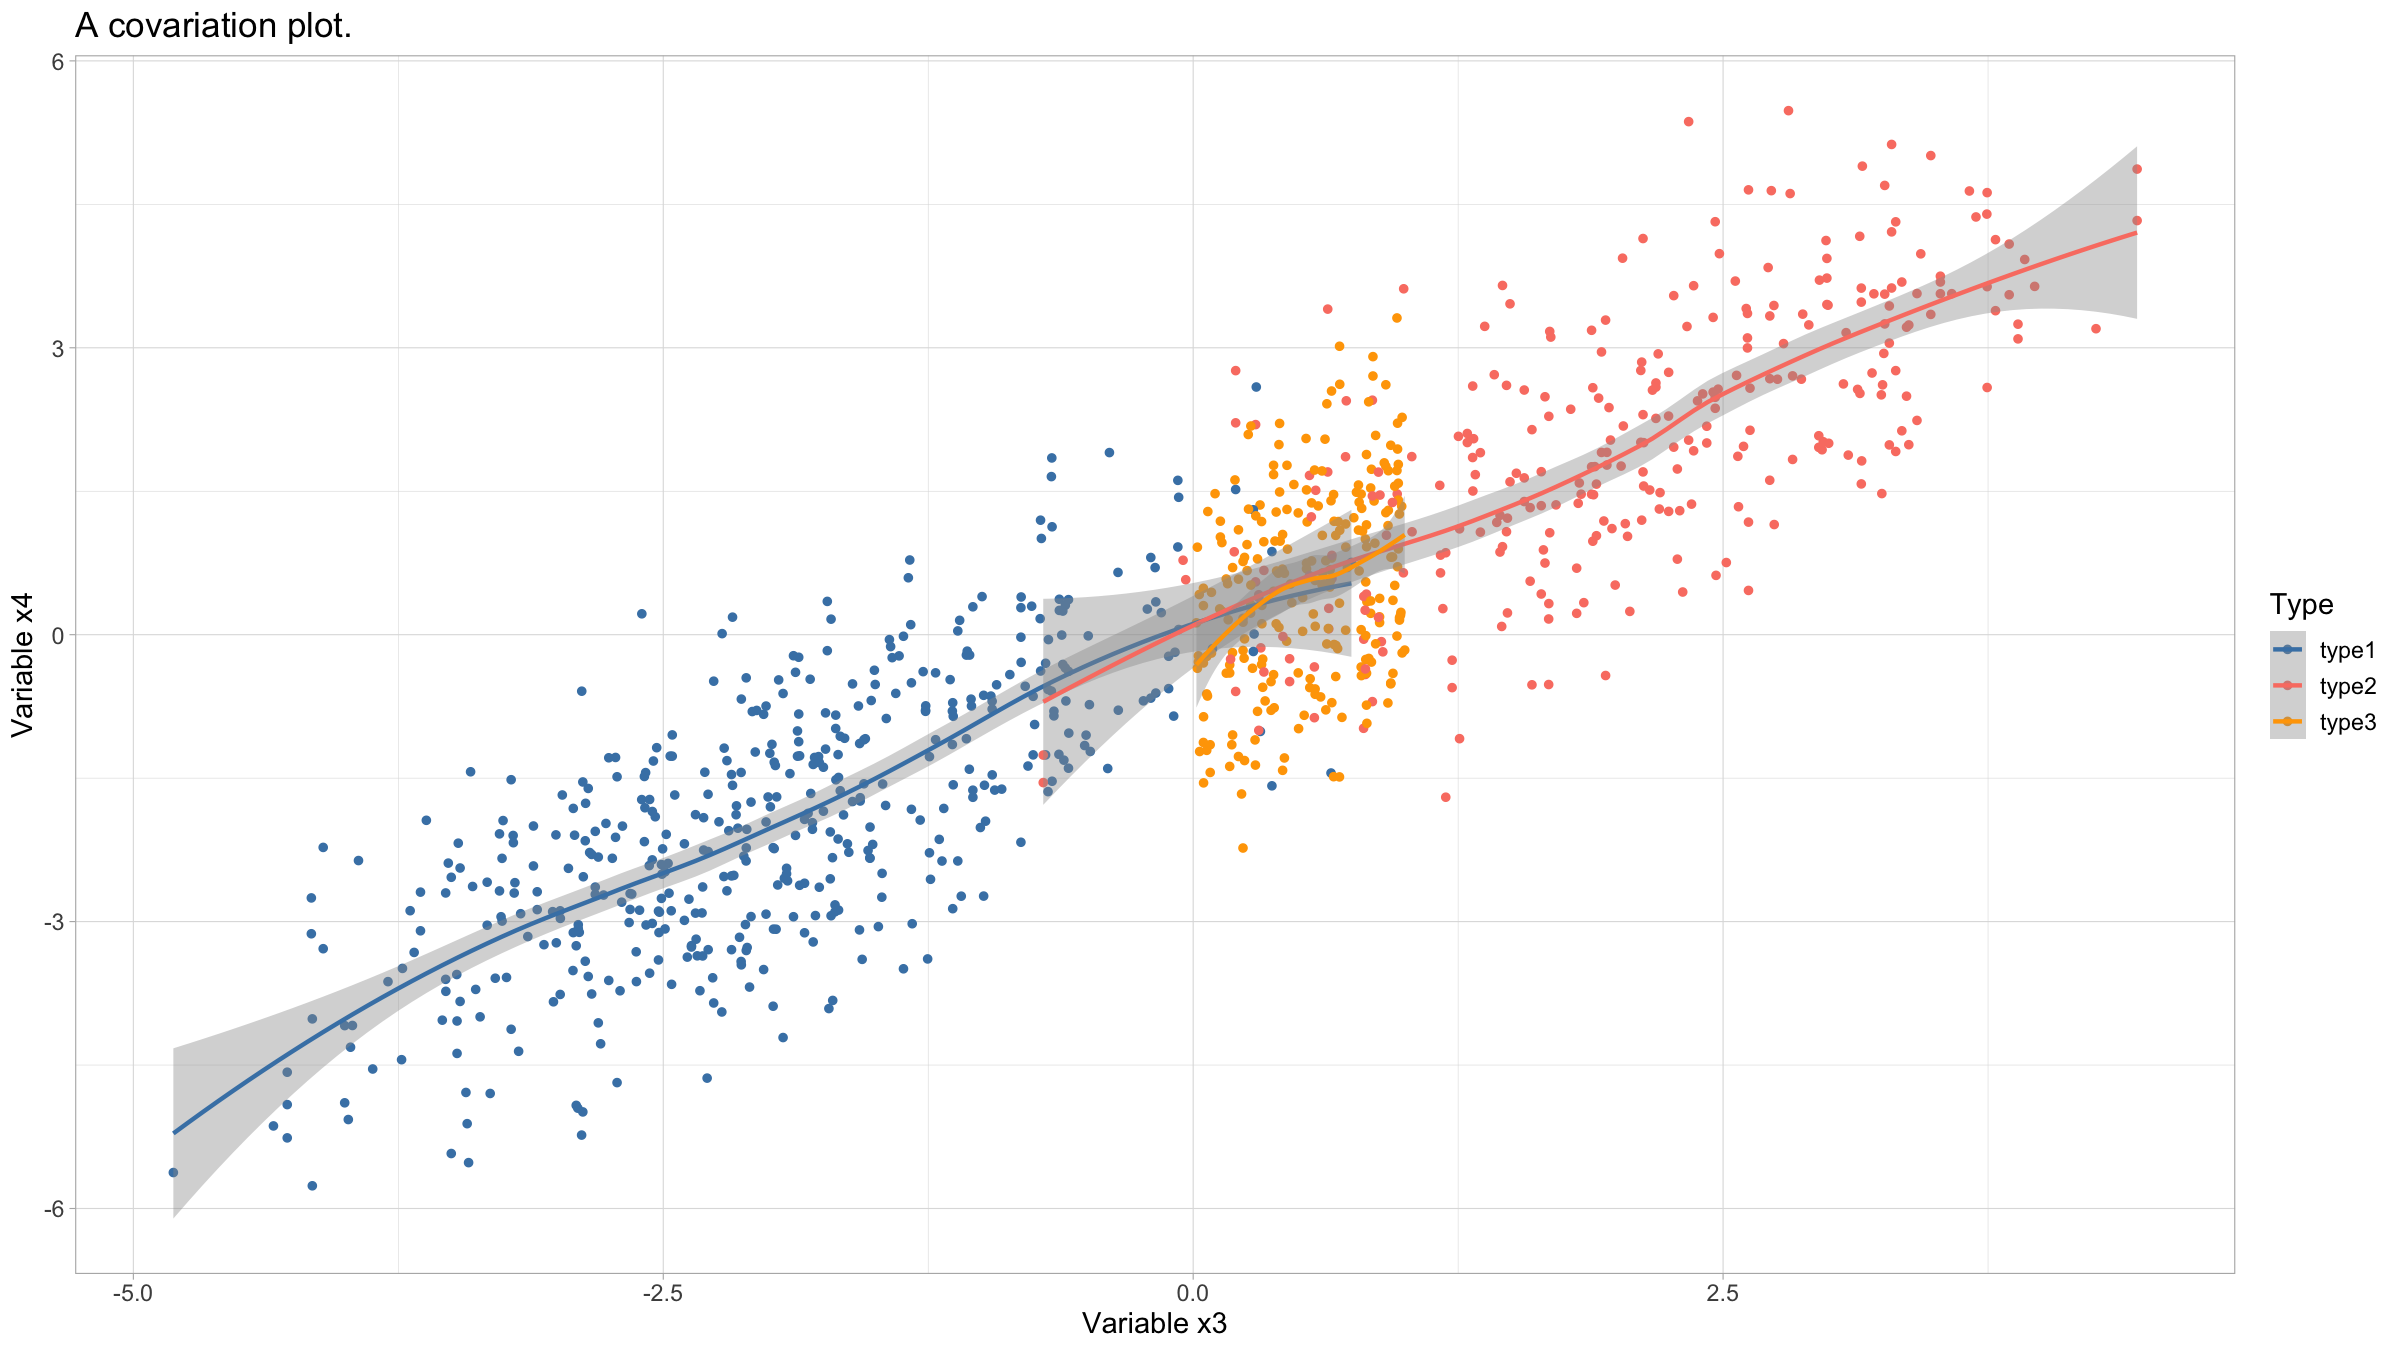 A covariation plot.
6
3
0
-3
-6
Variable x4
-5.0
-2.5
0.0
2.5
Variable x3
Type
type1
type2
type3